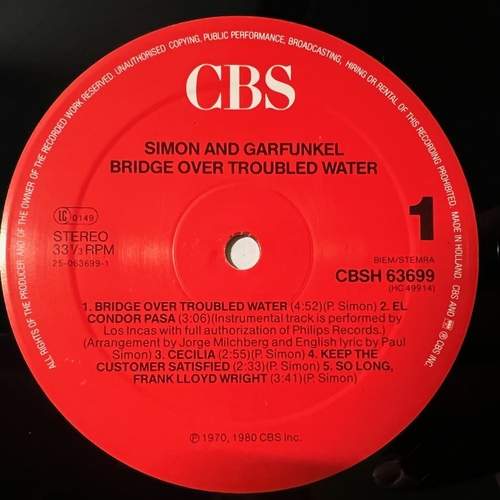 ALL RIGHTS OF THE PRODUCER AND OF THE OWNER OF THE RECORDED WORK RESERVED. UNAUTHORISED COPYING, PUBLIC PERFORMANCE, BROADCASTING, HIRING OR RENTAL OF THIS RECORDING PROHIBITED. MADE IN HOLLAND. CBS AND ® CBS INC.
CBS
SIMON AND GARFUNKEL
BRIDGE OVER TROUBLED WATER
LC 0149
STEREO
33⅓ RPM
25-063699-1
1
BIEM/STEMRA
CBSH 63699
(HC 49914)
1. BRIDGE OVER TROUBLED WATER (4:52)(P. Simon) 2. EL
CONDOR PASA (3:06)(Instrumental track is performed by
Los Incas with full authorization of Philips Records.)
(Arrangement by Jorge Milchberg and English lyric by Paul
Simon) 3. CECILIA (2:55)(P. Simon) 4. KEEP THE
CUSTOMER SATISFIED (2:33)(P. Simon) 5. SO LONG,
FRANK LLOYD WRIGHT (3:41)(P. Simon)
℗ 1970, 1980 CBS Inc.